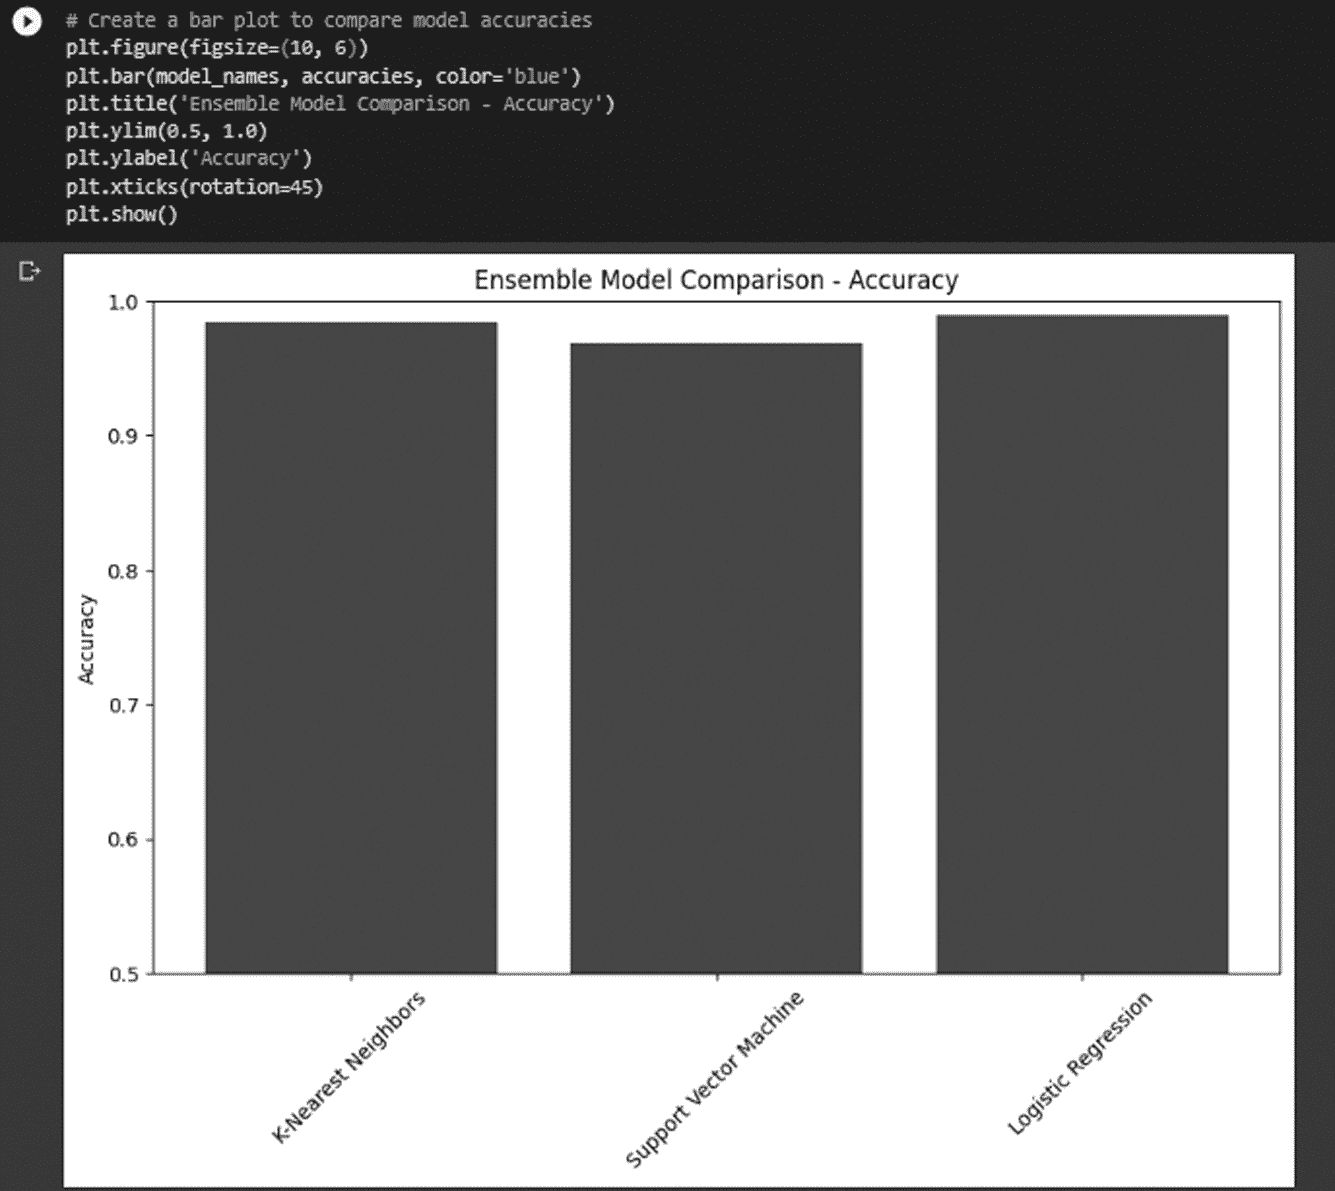 # Create a bar plot to compare model accuracies
plt.figure(figsize=(10, 6))
plt.bar(model_names, accuracies, color='blue')
plt.title('Ensemble Model Comparison - Accuracy')
plt.ylim(0.5, 1.0)
plt.ylabel('Accuracy')
plt.xticks(rotation=45)
plt.show()
Ensemble Model Comparison - Accuracy
1.0
0.9
0.8
0.7
0.6
0.5
Accuracy
K-Nearest Neighbors
Support Vector Machine
Logistic Regression